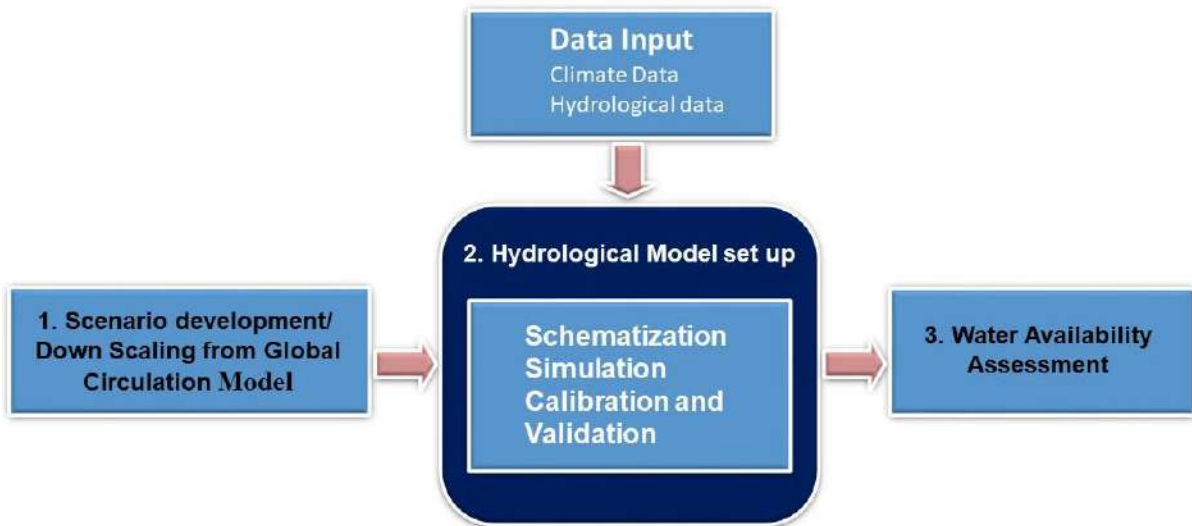 Data Input
Climate Data
Hydrological data
2. Hydrological Model set up
Schematization
Simulation
Calibration and
Validation
1. Scenario development/
Down Scaling from Global
Circulation Model
3. Water Availability
Assessment